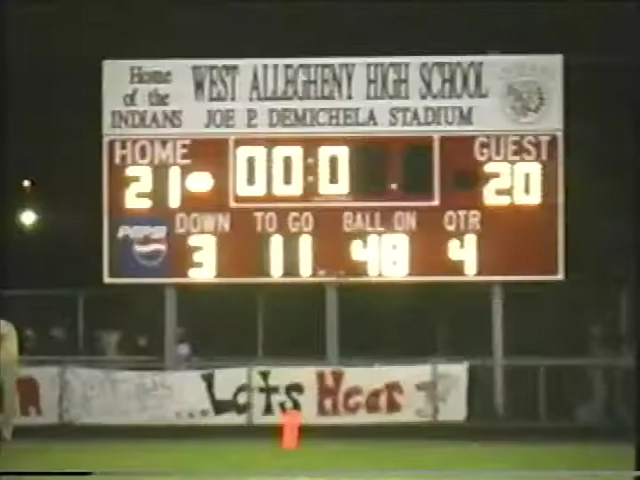 Home
of the
INDIANS
WEST ALLEGHENY HIGH SCHOOL
JOE P. DEMICHELA STADIUM
HOME
GUEST
21
00:0
20
PEPSI
DOWN TO GO BALL ON QTR
3 11 48 4
...Lets Hear